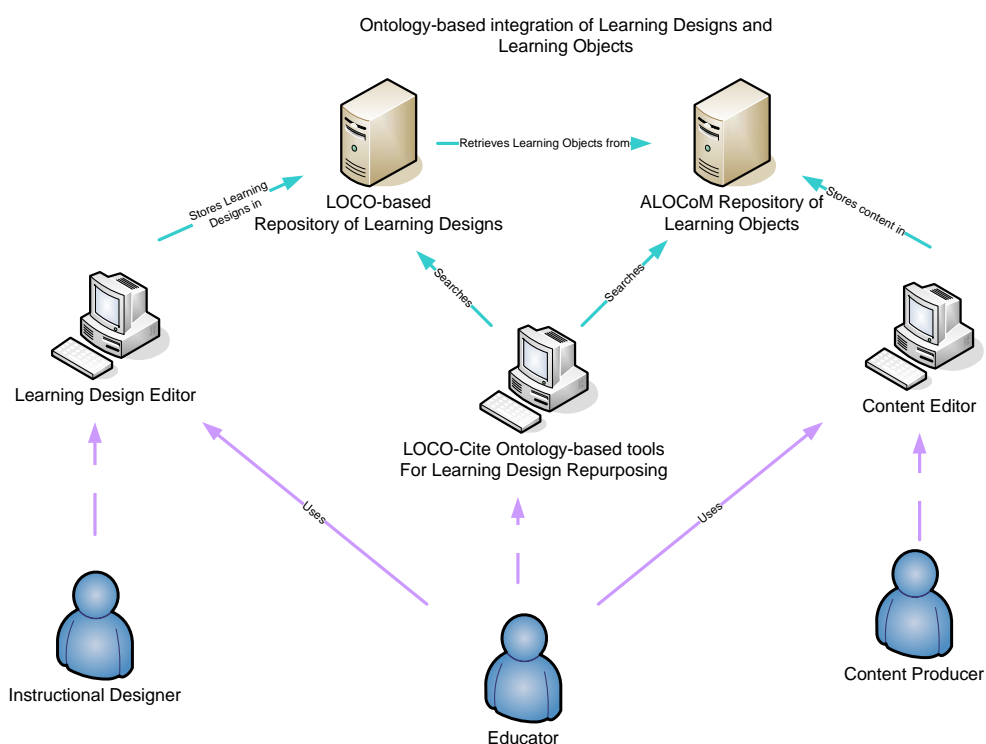 Ontology-based integration of Learning Designs and
Learning Objects
Retrieves Learning Objects from
LOCO-based
Repository of Learning Designs
ALOCoM Repository of
Learning Objects
Stores Learning
Designs in
Stores content in
Searches
Searches
Learning Design Editor
LOCO-Cite Ontology-based tools
For Learning Design Repurposing
Content Editor
Uses
Uses
Instructional Designer
Educator
Content Producer